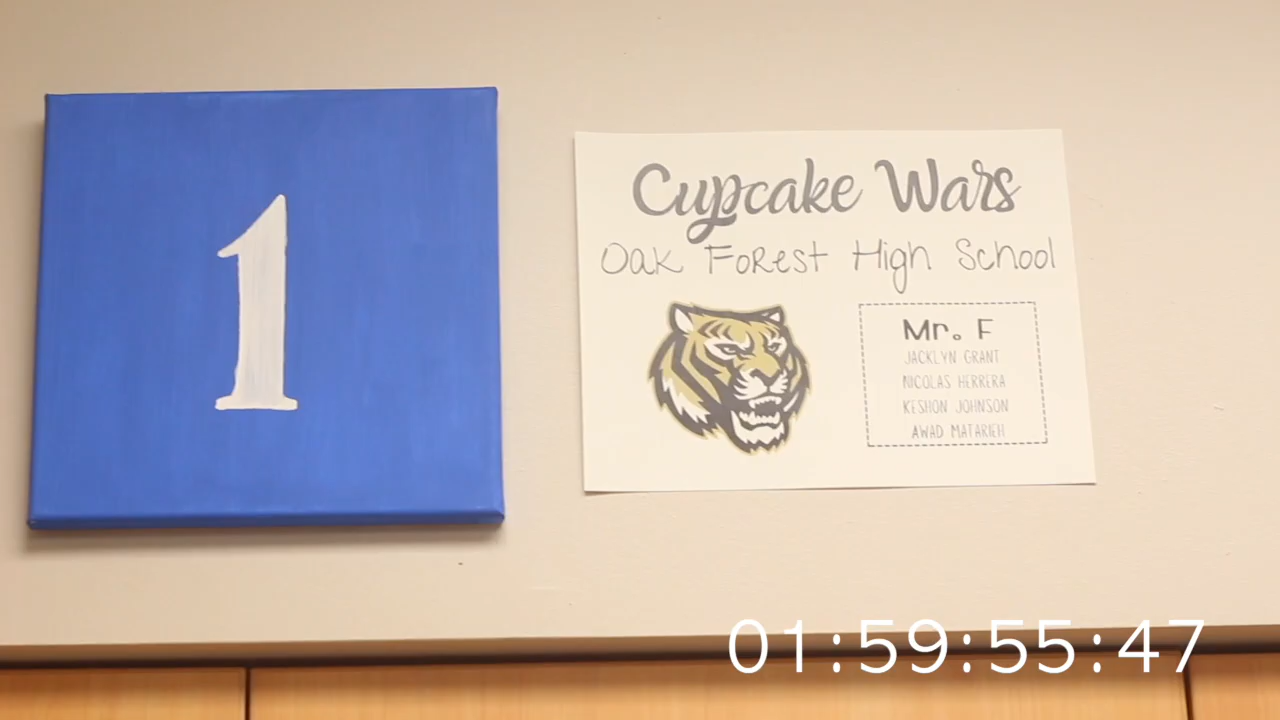 1
Cupcake Wars
Oak Forest High School
Mr. F
JACKLYN GRANT
NICOLAS HERRERA
KESHON JOHNSON
AWAD MATARIEH
01:59:55:47